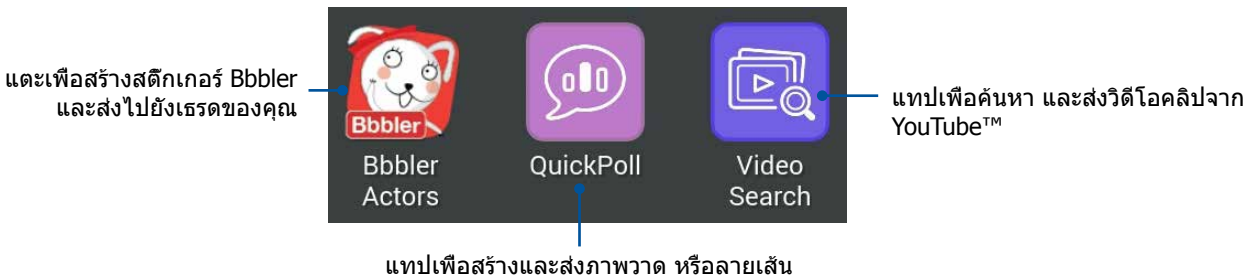 แตะเพื่อสร้างสติ๊กเกอร์ Bbbler
และส่งไปยังเธรดของคุณ
Bbbler
Bbbler
Actors
QuickPoll
Video
Search
แทปเพื่อค้นหา และส่งวิดีโอคลิปจาก
YouTube™
แทปเพื่อสร้างและส่งภาพวาด หรือลายเส้น